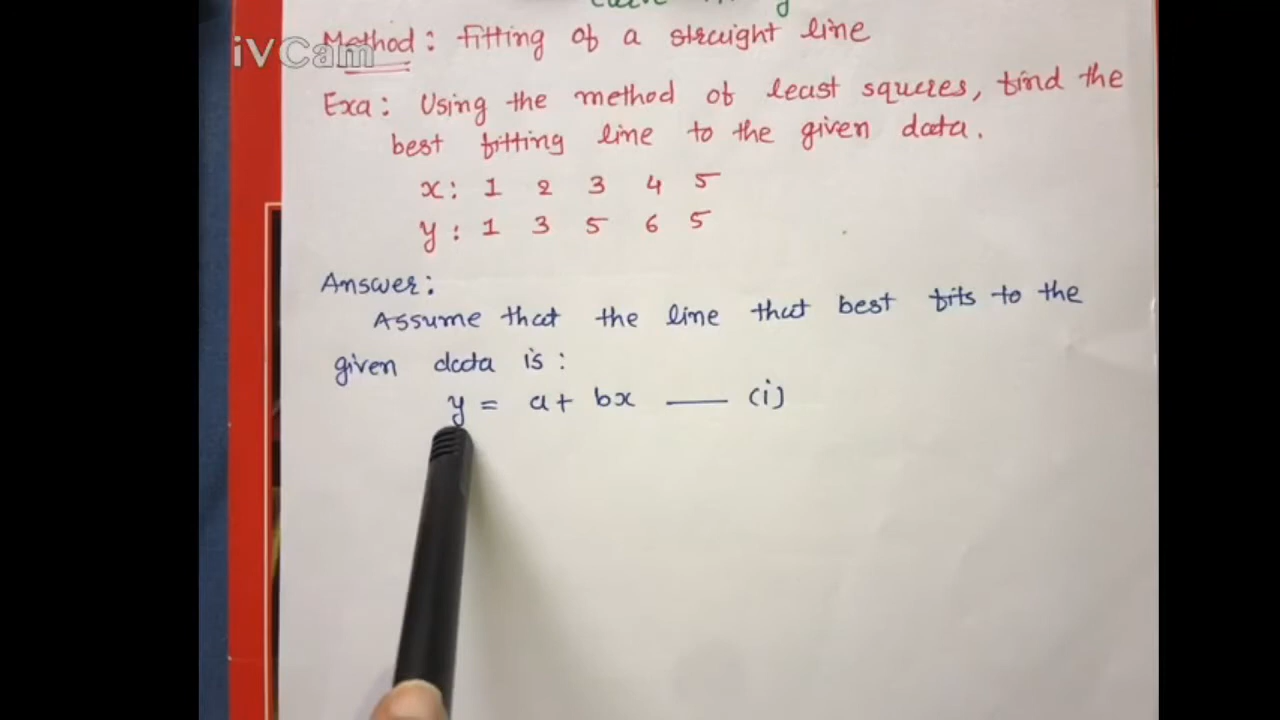 iVCam
Method: Fitting of a straight line
Exa: Using the method of least squares, find the
best fitting line to the given data.
x: 1 2 3 4 5
y: 1 3 5 6 5
Answer:
Assume that the line that best fits to the
given data is:
y = a + bx —— (i)